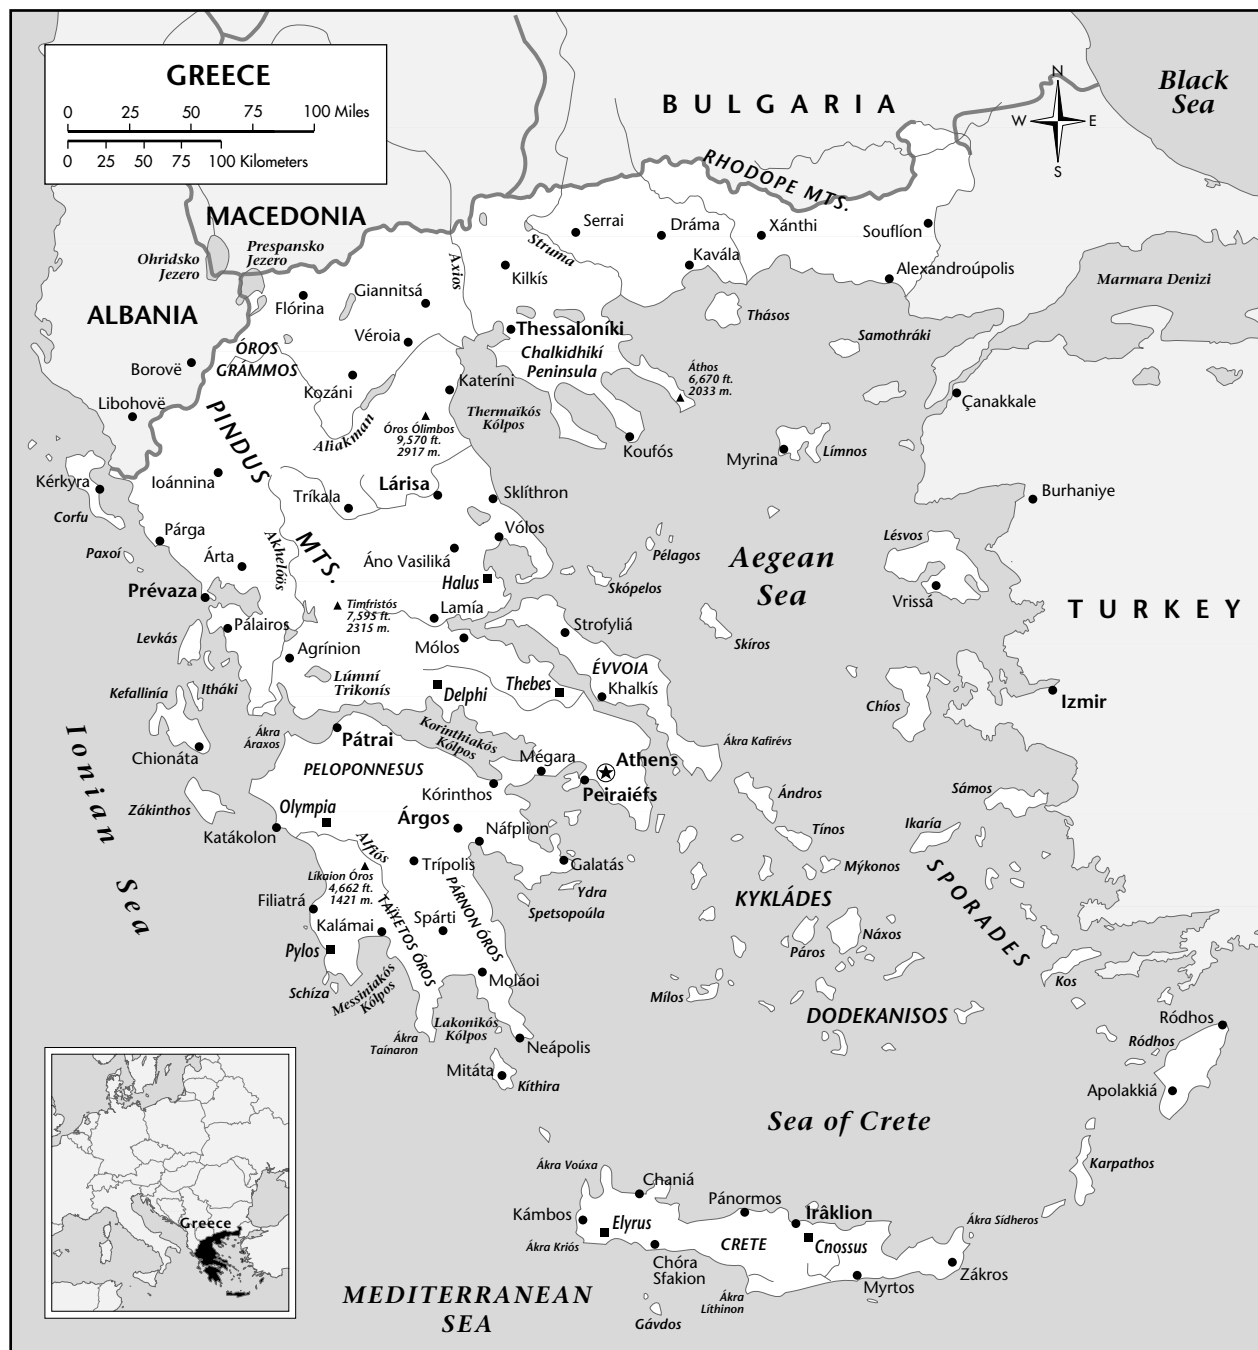 GREECE
0 25 50 75 100 Miles
0 25 50 75 100 Kilometers
BULGARIA
Black
Sea
N
W E
S
RHODOPE MTS.
MACEDONIA
Ohridsko
Jezero
Prespansko
Jezero
Axios
Struma
Serrai
Dráma
Xánthi
Souflíon
Kilkís
Kavála
Alexandroúpolis
Marmara Denizi
ALBANIA
Flórina
Giannitsá
Véroia
Thessaloníki
Thásos
Samothráki
ÓROS
GRÁMMOS
Borovë
Kozáni
Kateríni
Chalkidhikí
Peninsula
Áthos
6,670 ft.
2033 m.
Çanakkale
Libohovë
PINDUS
MTS.
Aliakman
Óros Ólimbos
9,570 ft.
2917 m.
Thermaïkós
Kólpos
Koufós
Myrina
Límnos
Kérkyra
Corfu
Ioánnina
Tríkala
Lárisa
Sklíthron
Burhaniye
Párga
Paxoí
Árta
Akhelóös
Áno Vasiliká
Vólos
Halus
Pélagos
Skópelos
Aegean
Sea
Lésvos
Vrissá
TURKEY
Prévaza
Timfristós
7,595 ft.
2315 m.
Lamía
Levkás
Pálairos
Agrínion
Mólos
Strofyliá
Skíros
ÉVVOIA
Kefallinía
Itháki
Lúmní
Trikonís
Delphi
Thebes
Khalkís
Chíos
Izmir
Ionian Sea
Ákra
Áraxos
Chionáta
Pátrai
Korinthiakós
Kólpos
Mégara
Athens
Ákra Kafirévs
PELOPONNESUS
Kórinthos
Peiraiéfs
Ándros
Sámos
Zákinthos
Olympia
Katákolon
Árgos
Náfplion
Tínos
Ikaría
Alfiós
Trípolis
Galatás
Mýkonos
Líkaion Óros
4,662 ft.
1421 m.
Ydra
Spetsopoúla
KYKLÁDES
SPORADES
Filiatrá
Kalámai
TAÏYETOS ÓROS
Spárti
PÁRNON ÓROS
Náxos
Páros
Pylos
Schíza
Messiniakós
Kólpos
Moláoi
Mílos
Kos
DODEKANISOS
Ákra
Taínaron
Lakonikós
Kólpos
Neápolis
Ródhos
Ródhos
Mitáta
Kíthira
Apolakkiá
Sea of Crete
Karpathos
Ákra Voúxa
Chaniá
Pánormos
Irâklion
Ákra Sídheros
Kámbos
Elyrus
Ákra Kriós
CRETE
Cnossus
Chóra
Sfakion
Zákros
Myrtos
Ákra
Líthinon
Gávdos
MEDITERRANEAN
SEA
Greece